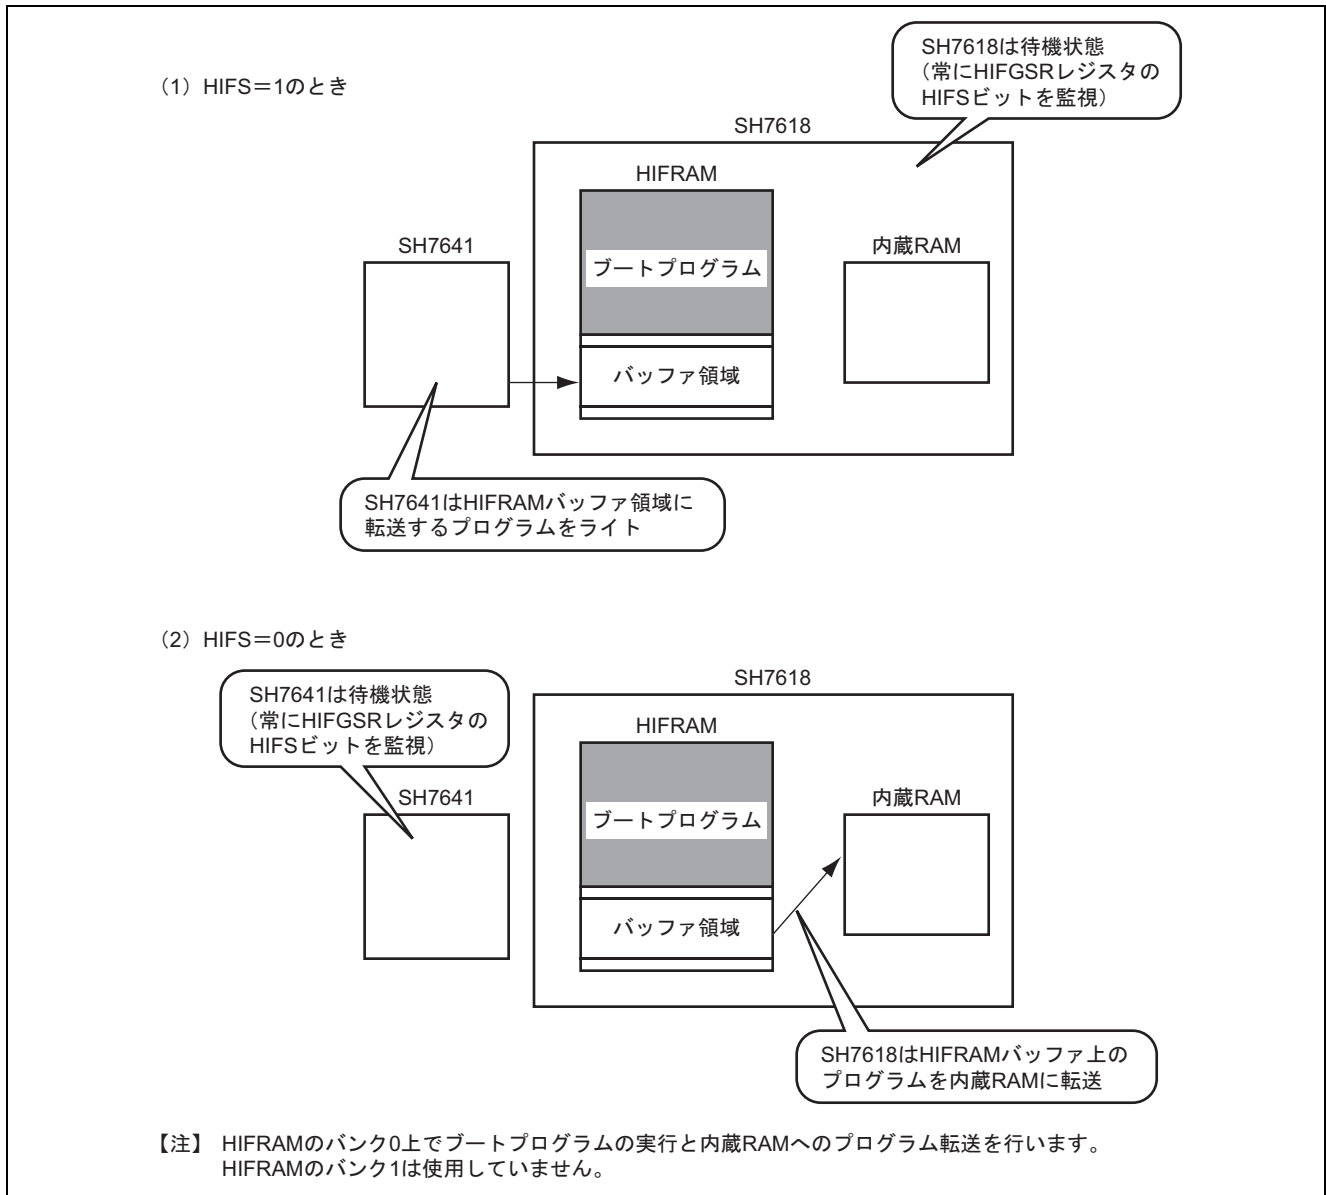 (1) HIFS=1のとき
SH7618は待機状態
(常にHIFGSRレジスタの
HIFSビットを監視)
SH7618
HIFRAM
SH7641
内蔵RAM
ブートプログラム
バッファ領域
SH7641はHIFRAMバッファ領域に
転送するプログラムをライト
(2) HIFS=0のとき
SH7641は待機状態
(常にHIFGSRレジスタの
HIFSビットを監視)
SH7618
HIFRAM
SH7641
内蔵RAM
ブートプログラム
バッファ領域
SH7618はHIFRAMバッファ上の
プログラムを内蔵RAMに転送
【注】 HIFRAMのバンク0上でブートプログラムの実行と内蔵RAMへのプログラム転送を行います。
HIFRAMのバンク1は使用していません。